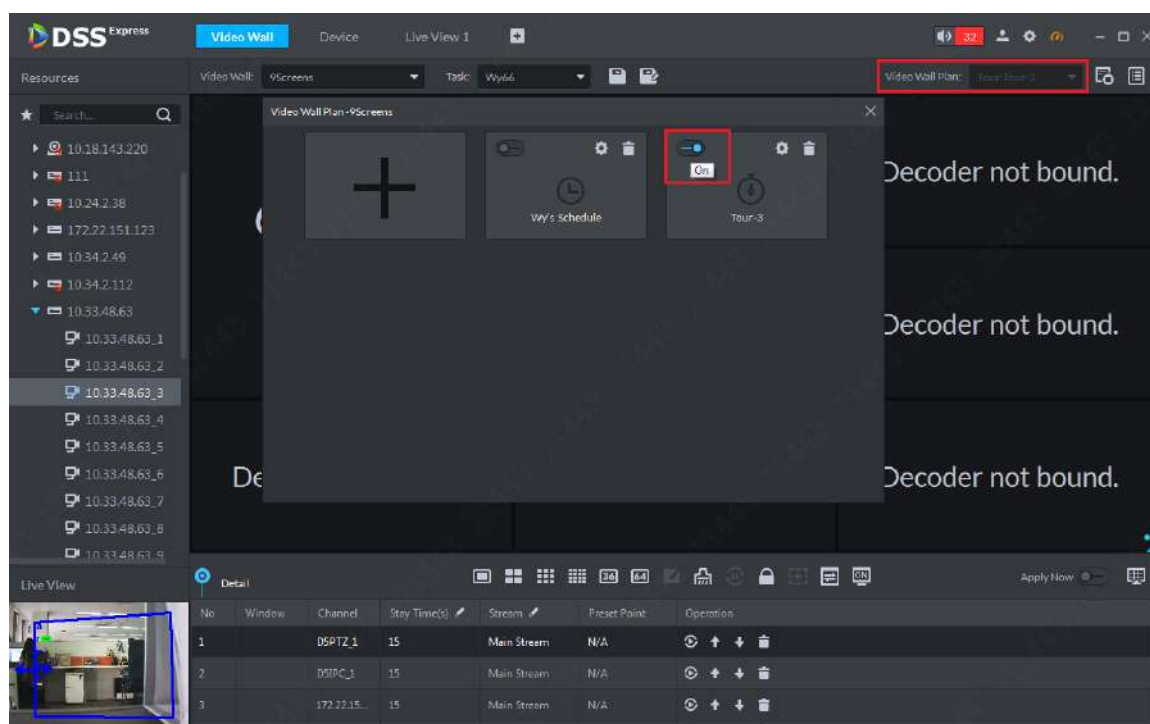 DSS Express
Video Wall
Device
Live View 1
32
Resources
Video Wall:
9Screens
Task:
Wy66
Video Wall Plan:
Search...
Video Wall Plan-9Screens
On
Wy's Schedule
Tour-3
10.18.143.220
111
10.24.2.38
172.22.151.123
10.34.2.49
10.34.2.112
10.33.48.63
10.33.48.63_1
10.33.48.63_2
10.33.48.63_3
10.33.48.63_4
10.33.48.63_5
10.33.48.63_6
10.33.48.63_7
10.33.48.63_8
10.33.48.63_9
Decoder not bound.
Decoder not bound.
De
Decoder not bound.
Live View
Detail
36
64
ON
Apply Now
No Window Channel Stay Time(s) Stream Preset Point Operation
1 DSPTZ_1 15 Main Stream N/A
2 DSIPC_1 15 Main Stream N/A
3 172.22.15... 15 Main Stream N/A